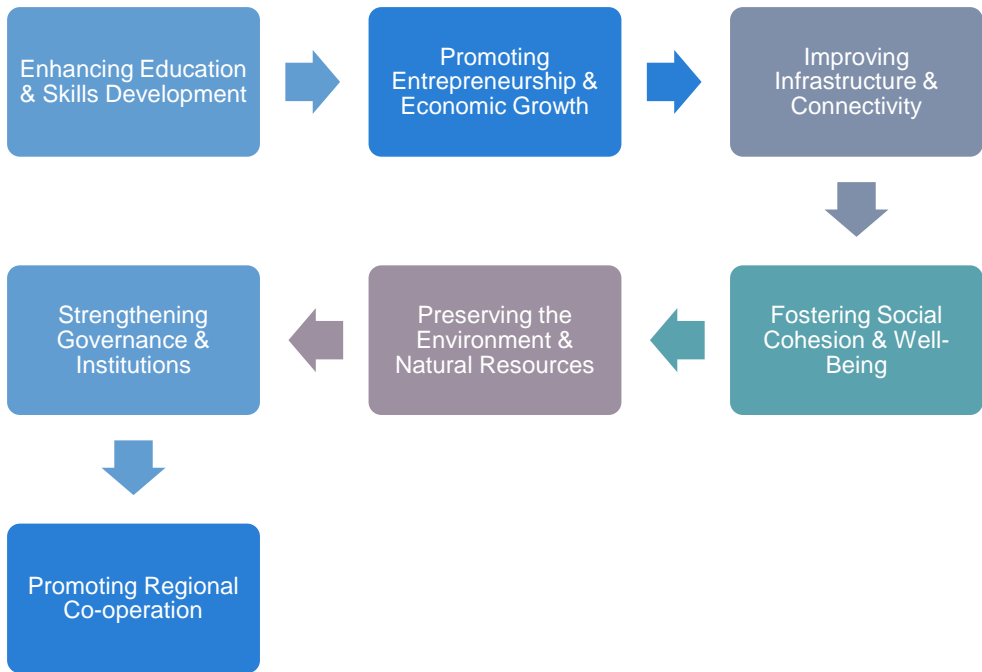 Enhancing Education
& Skills Development
Promoting
Entrepreneurship &
Economic Growth
Improving
Infrastructure &
Connectivity
Fostering Social
Cohesion & Well-
Being
Preserving the
Environment &
Natural Resources
Strengthening
Governance &
Institutions
Promoting Regional
Co-operation